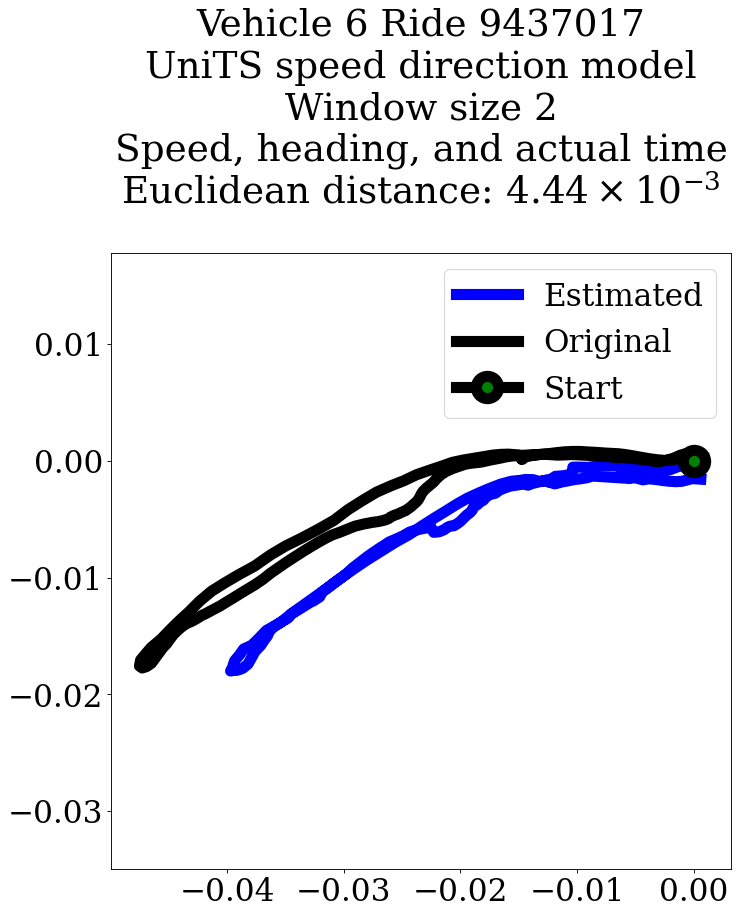 Vehicle 6 Ride 9437017
UniTS speed direction model
Window size 2
Speed, heading, and actual time
Euclidean distance: 4.44 × 10⁻³
Estimated
Original
Start
0.01
0.00
−0.01
−0.02
−0.03
−0.04 −0.03 −0.02 −0.01 0.00